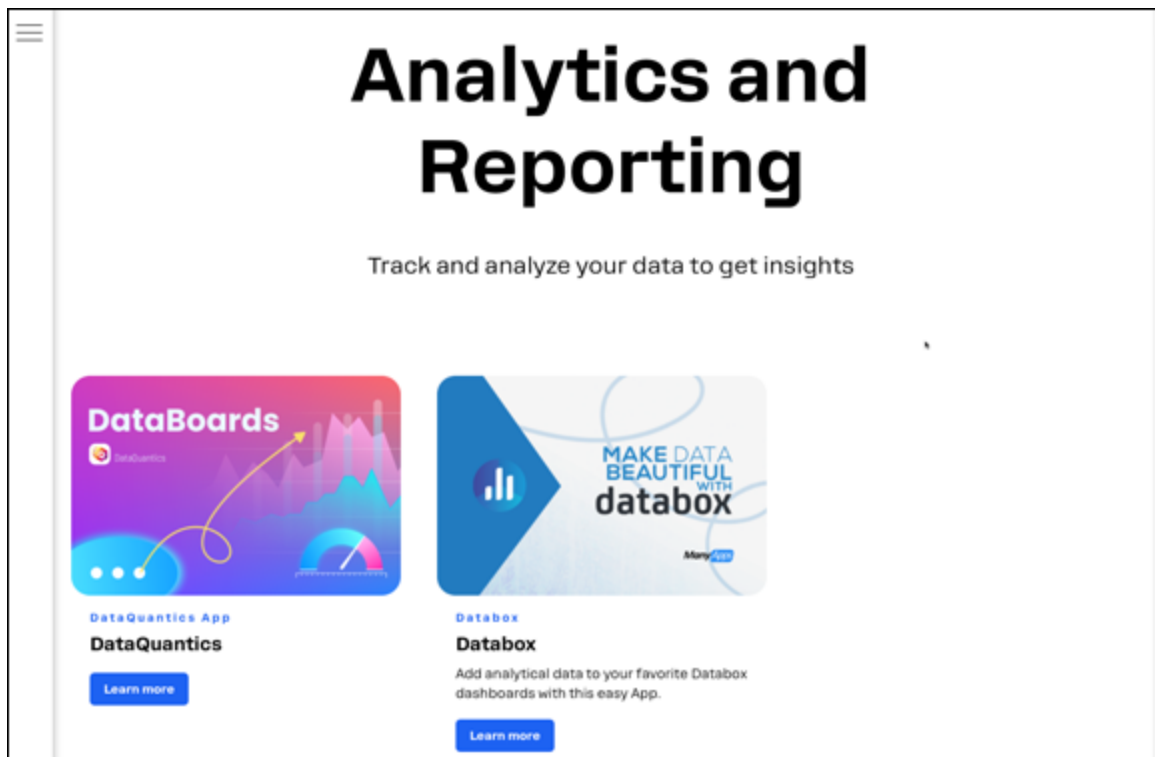 Analytics and
Reporting
Track and analyze your data to get insights
DataBoards
DataQuantics
MAKE DATA
BEAUTIFUL
WITH
databox
ManyApps
DataQuantics App
DataQuantics
Learn more
Databox
Databox
Add analytical data to your favorite Databox
dashboards with this easy App.
Learn more